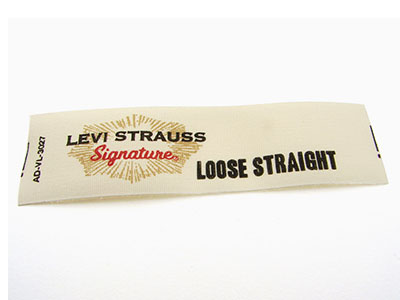 LEVI STRAUSS
Signature
LOOSE STRAIGHT
AD-VL-3027